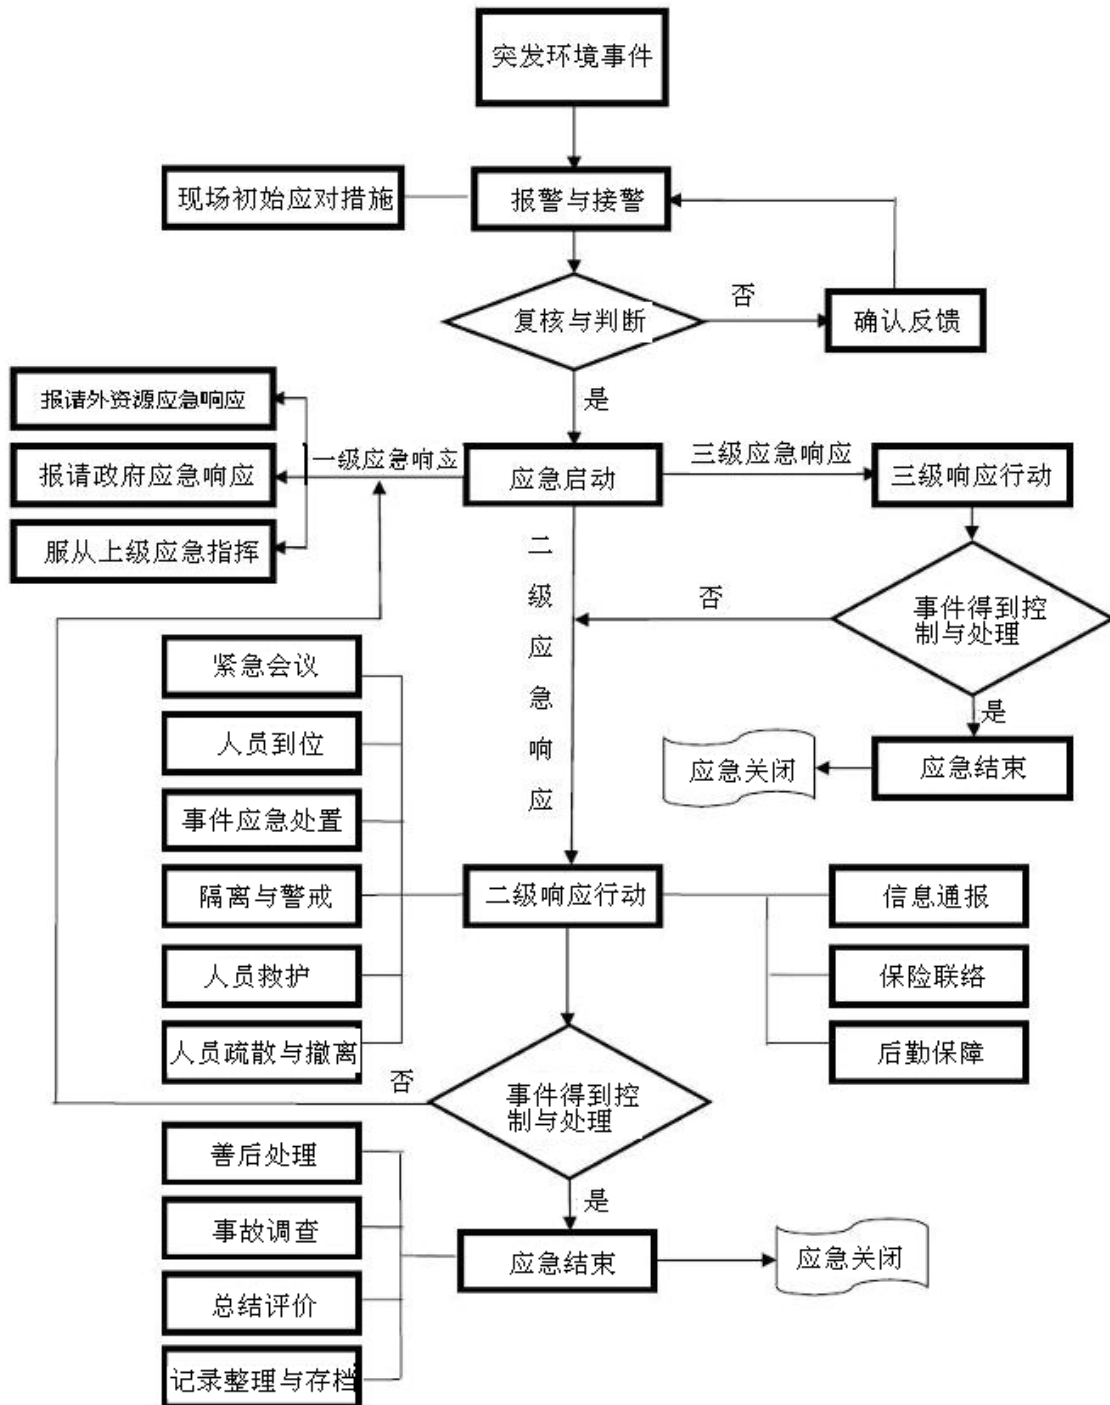 突发环境事件
现场初始应对措施
报警与接警
复核与判断
否
确认反馈
是
报请外资源应急响应
报请政府应急响应
服从上级应急指挥
一级应急响应
应急启动
三级应急响应
三级响应行动
二级应急响应
否
事件得到控
制与处理
是
应急结束
应急关闭
紧急会议
人员到位
事件应急处置
隔离与警戒
人员救护
人员疏散与撤离
二级响应行动
信息通报
保险联络
后勤保障
否
事件得到控
制与处理
是
善后处理
事故调查
总结评价
记录整理与存档
应急结束
应急关闭